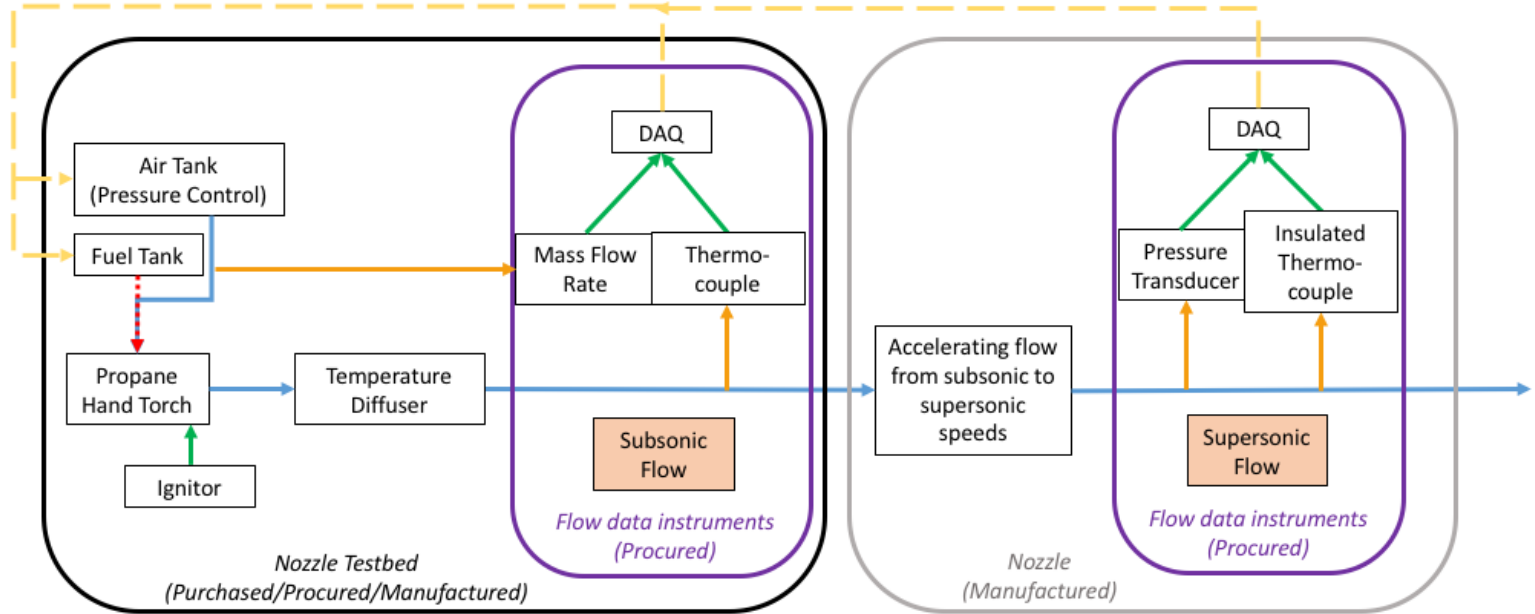 Air Tank
(Pressure Control)
Fuel Tank
Propane
Hand Torch
Ignitor
Temperature
Diffuser
DAQ
Mass Flow
Rate
Thermo-
couple
Subsonic
Flow
Flow data instruments
(Procured)
Nozzle Testbed
(Purchased/Procured/Manufactured)
Accelerating flow
from subsonic to
supersonic
speeds
DAQ
Pressure
Transducer
Insulated
Thermo-
couple
Supersonic
Flow
Flow data instruments
(Procured)
Nozzle
(Manufactured)